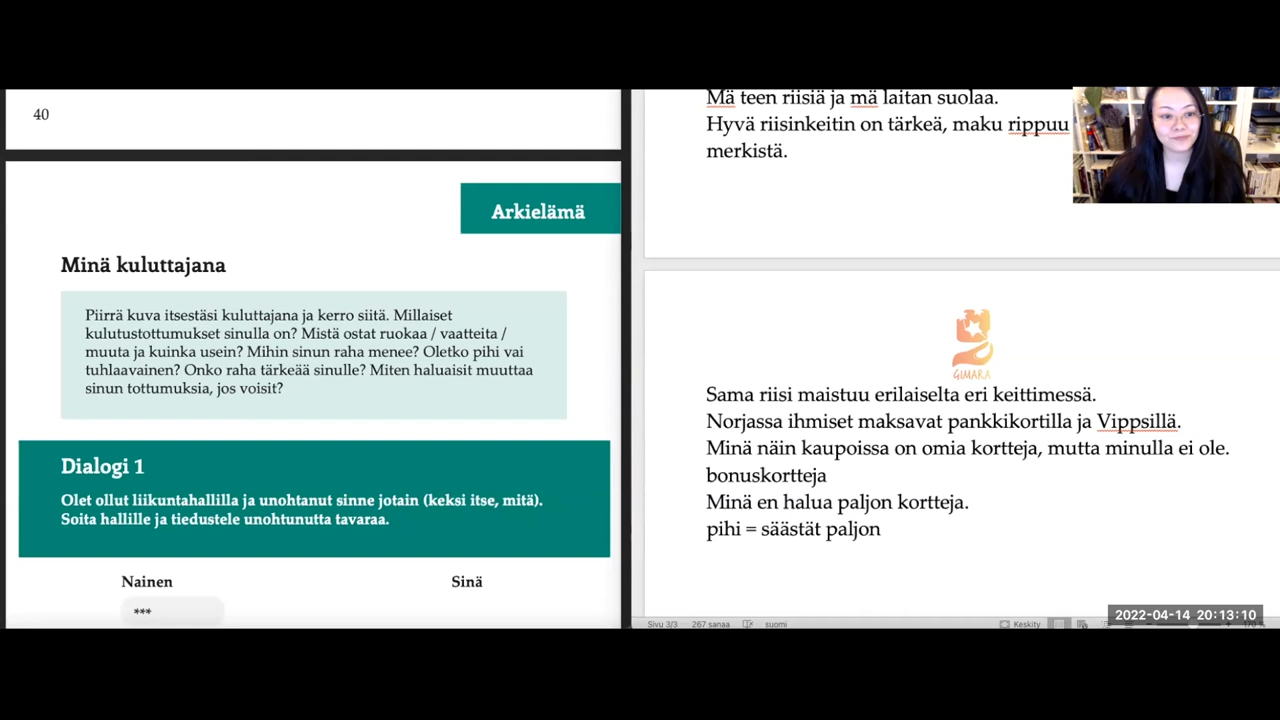 40
Arkielämä
Minä kuluttajana
Piirrä kuva itsestäsi kuluttajana ja kerro siitä. Millaiset
kulutustottumukset sinulla on? Mistä ostat ruokaa / vaatteita /
muuta ja kuinka usein? Mihin sinun raha menee? Oletko pihi vai
tuhlaavainen? Onko raha tärkeää sinulle? Miten haluaisit muuttaa
sinun tottumuksia, jos voisit?
Dialogi 1
Olet ollut liikuntahallilla ja unohtanut sinne jotain (keksi itse, mitä).
Soita hallille ja tiedustele unohtunutta tavaraa.
Nainen
Sinä
***
Mä teen riisiä ja mä laitan suolaa.
Hyvä riisinkeitin on tärkeä, maku rippuu
merkistä.
GIMARA
Sama riisi maistuu erilaiselta eri keittimessä.
Norjassa ihmiset maksavat pankkikortilla ja Vippsillä.
Minä näin kaupoissa on omia kortteja, mutta minulla ei ole.
bonuskortteja
Minä en halua paljon kortteja.
pihi = säästät paljon
Sivu 3/3
267 sanaa
suomi
Keskity
2022-04-14 20:13:10